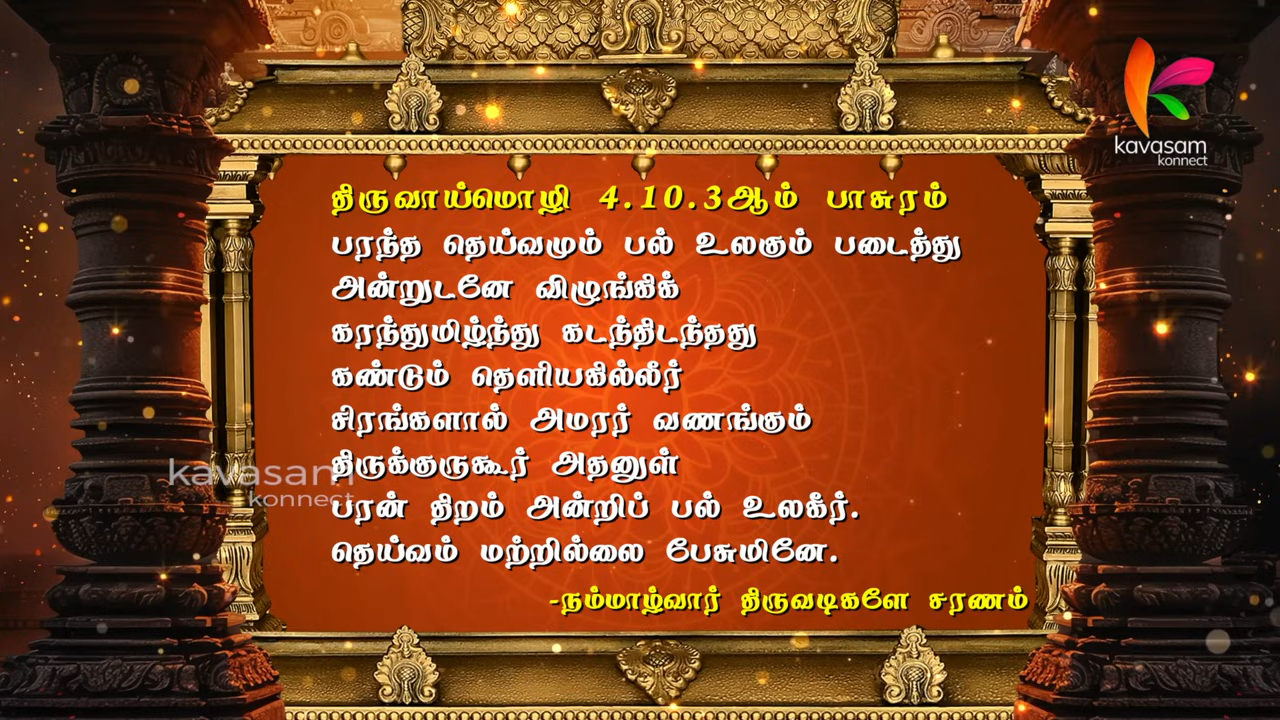 kavasam
konnect
திருவாய்மொழி 4.10.3ஆம் பாசுரம்
பரந்த தெய்வமும் பல் உலகும் படைத்து
அன்றுடனே விழுங்கிக்
கரந்துமிழ்ந்து கடந்திடந்தது
கண்டும் தெளியகில்லீர்
சிரங்களால் அமரர் வணங்கும்
திருக்குருகூர் அதனுள்
பரன் திறம் அன்றிப் பல் உலகீர்.
தெய்வம் மற்றில்லை பேசுமினே.
-நம்மாழ்வார் திருவடிகளே சரணம்
kavasam
konnect